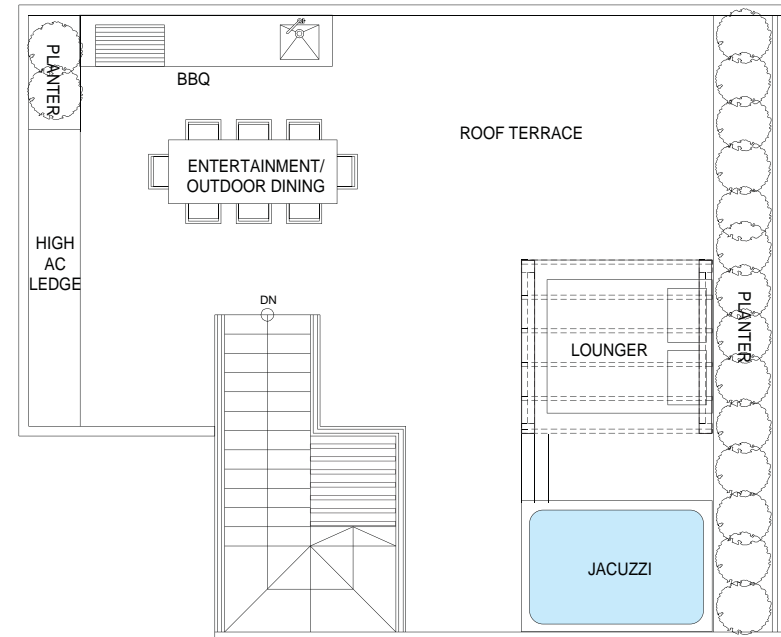 PLANTER
BBQ
ROOF TERRACE
ENTERTAINMENT/
OUTDOOR DINING
HIGH
AC
LEDGE
DN
LOUNGER
PLANTER
JACUZZI